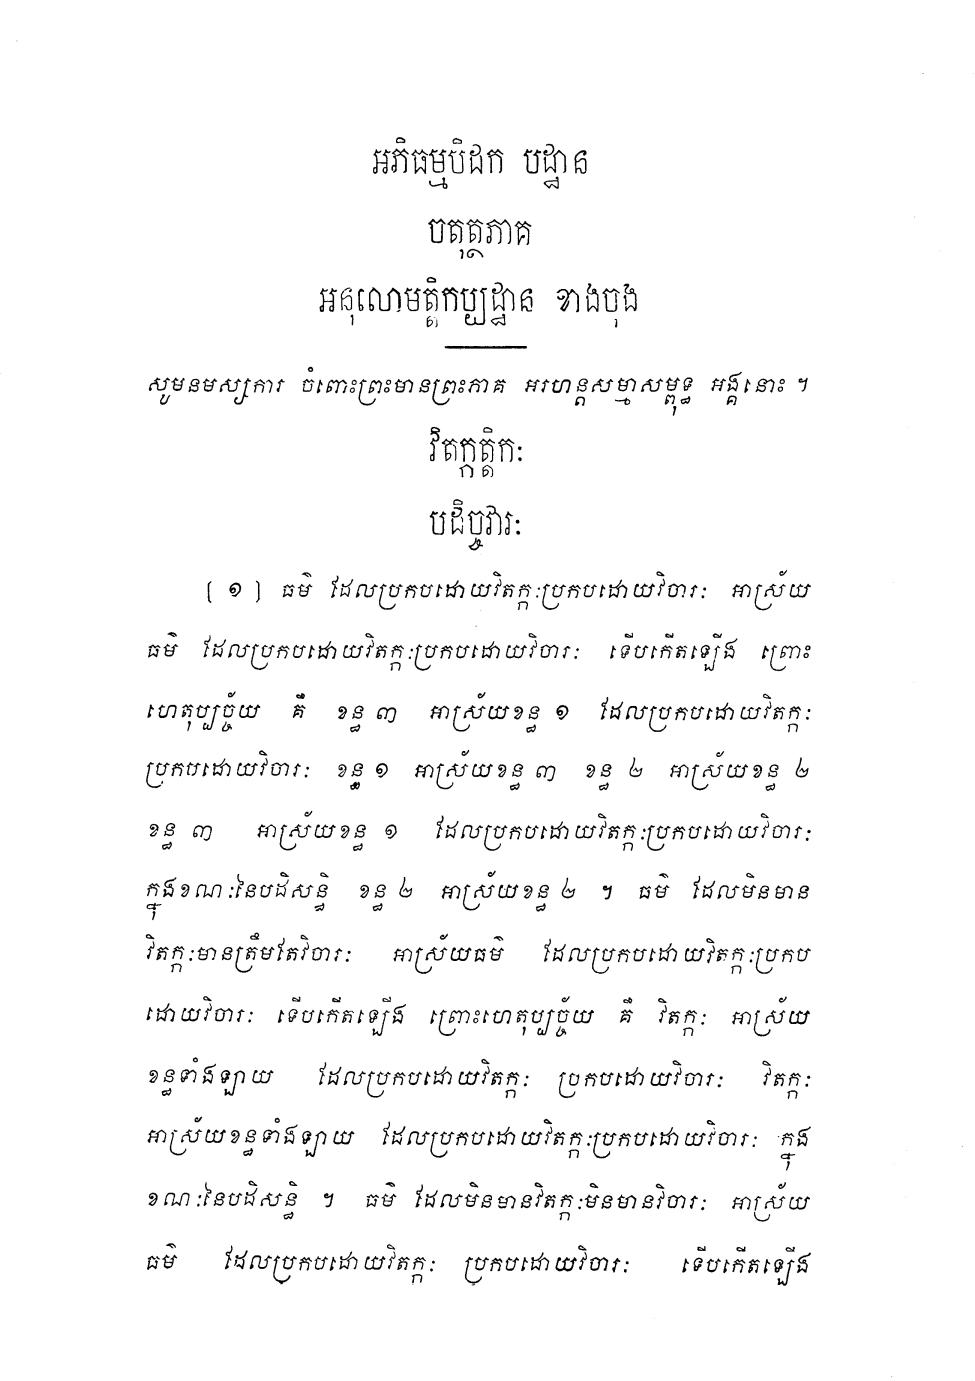 អភិធម្មបិដក បដ្ឋាន
ចតុត្ថភាគ
អនុលោមត្តិកប្បដ្ឋាន ខាងចុង
សូមនមស្សការ ចំពោះព្រះមានព្រះភាគ អរហន្តសម្មាសម្ពុទ្ធ អង្គនោះ ។
វិតក្កត្តិកៈ
បដិច្ចវារៈ
[ ១ ] ធម៌ ដែលប្រកបដោយវិតក្កៈប្រកបដោយវិចារៈ អាស្រ័យ
ធម៌ ដែលប្រកបដោយវិតក្កៈប្រកបដោយវិចារៈ ទើបកើតឡើង ព្រោះ
ហេតុប្បច្ច័យ គឺ ខន្ធ ៣ អាស្រ័យខន្ធ ១ ដែលប្រកបដោយវិតក្កៈ
ប្រកបដោយវិចារៈ ខន្ធ ១ អាស្រ័យខន្ធ ៣ ខន្ធ ២ អាស្រ័យខន្ធ ២
ខន្ធ ៣ អាស្រ័យខន្ធ ១ ដែលប្រកបដោយវិតក្កៈប្រកបដោយវិចារៈ
ក្នុងខណៈនៃបដិសន្ធិ ខន្ធ ២ អាស្រ័យខន្ធ ២ ។ ធម៌ ដែលមិនមាន
វិតក្កៈមានត្រឹមតែវិចារៈ អាស្រ័យធម៌ ដែលប្រកបដោយវិតក្កៈប្រកប
ដោយវិចារៈ ទើបកើតឡើង ព្រោះហេតុប្បច្ច័យ គឺ វិតក្កៈ អាស្រ័យ
ខន្ធទាំងឡាយ ដែលប្រកបដោយវិតក្កៈ ប្រកបដោយវិចារៈ វិតក្កៈ
អាស្រ័យខន្ធទាំងឡាយ ដែលប្រកបដោយវិតក្កៈប្រកបដោយវិចារៈ ក្នុង
ខណៈនៃបដិសន្ធិ ។ ធម៌ ដែលមិនមានវិតក្កៈមិនមានវិចារៈ អាស្រ័យ
ធម៌ ដែលប្រកបដោយវិតក្កៈ ប្រកបដោយវិចារៈ ទើបកើតឡើង